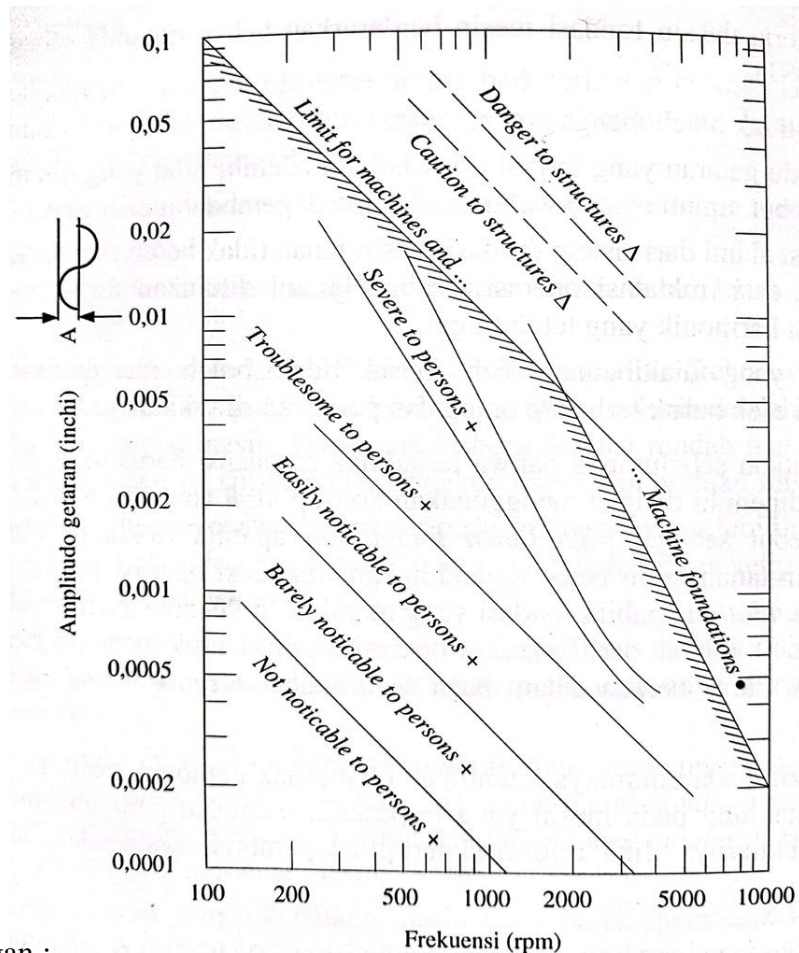 0,1
0,05
0,02
0,01
0,005
0,002
0,001
0,0005
0,0002
0,0001
Amplitudo getaran (inchi)
A
Danger to structures Δ
Caution to structures Δ
Limit for machines and ...
... Machine foundations •
Severe to persons +
Troublesome to persons +
Easily noticable to persons +
Barely noticable to persons +
Not noticable to persons +
100 200 500 1000 2000 5000 10000
Frekuensi (rpm)